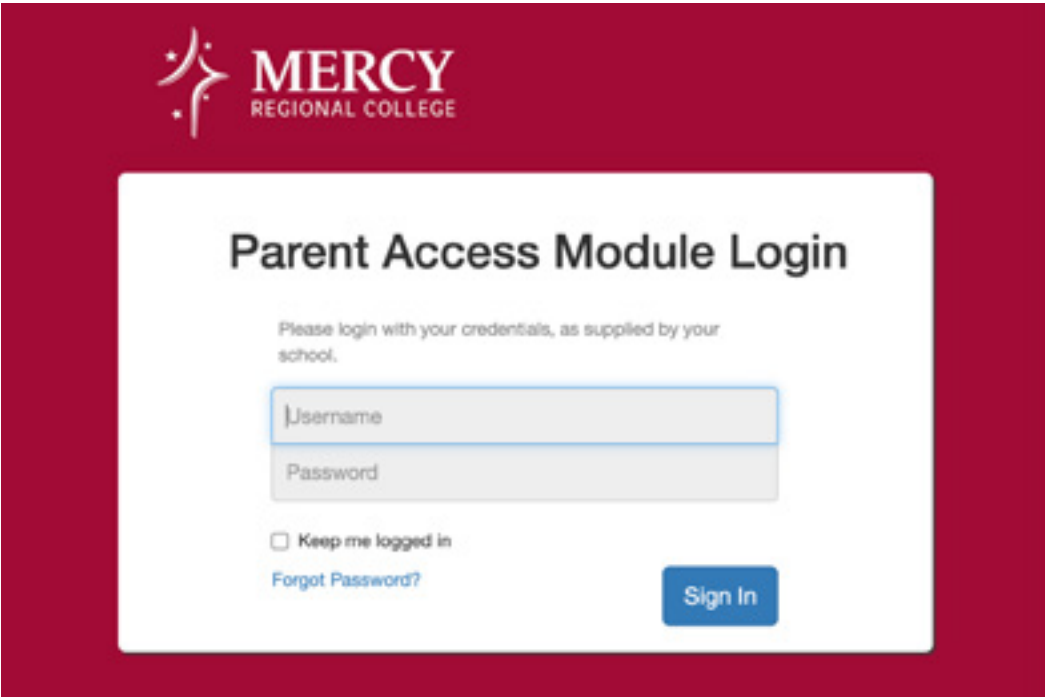 MERCY
REGIONAL COLLEGE
Parent Access Module Login
Please login with your credentials, as supplied by your
school.
Username
Password
Keep me logged in
Forgot Password?
Sign In